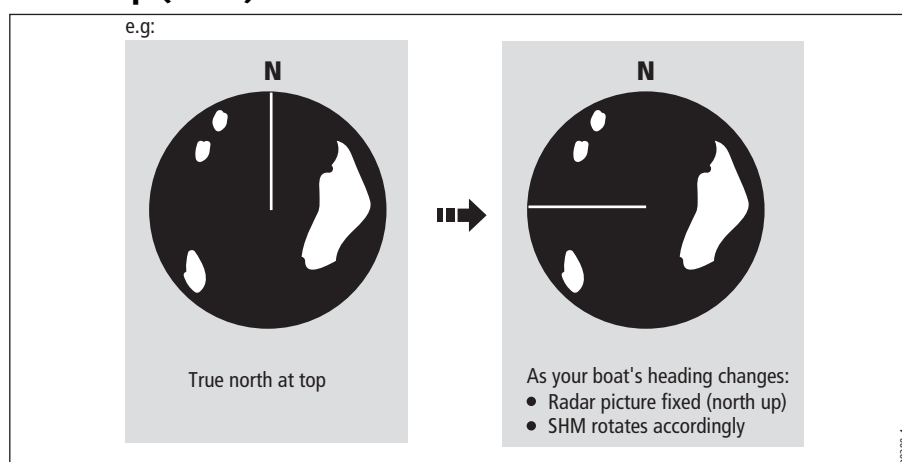 e.g:
N
True north at top
N
As your boat's heading changes:
• Radar picture fixed (north up)
• SHM rotates accordingly